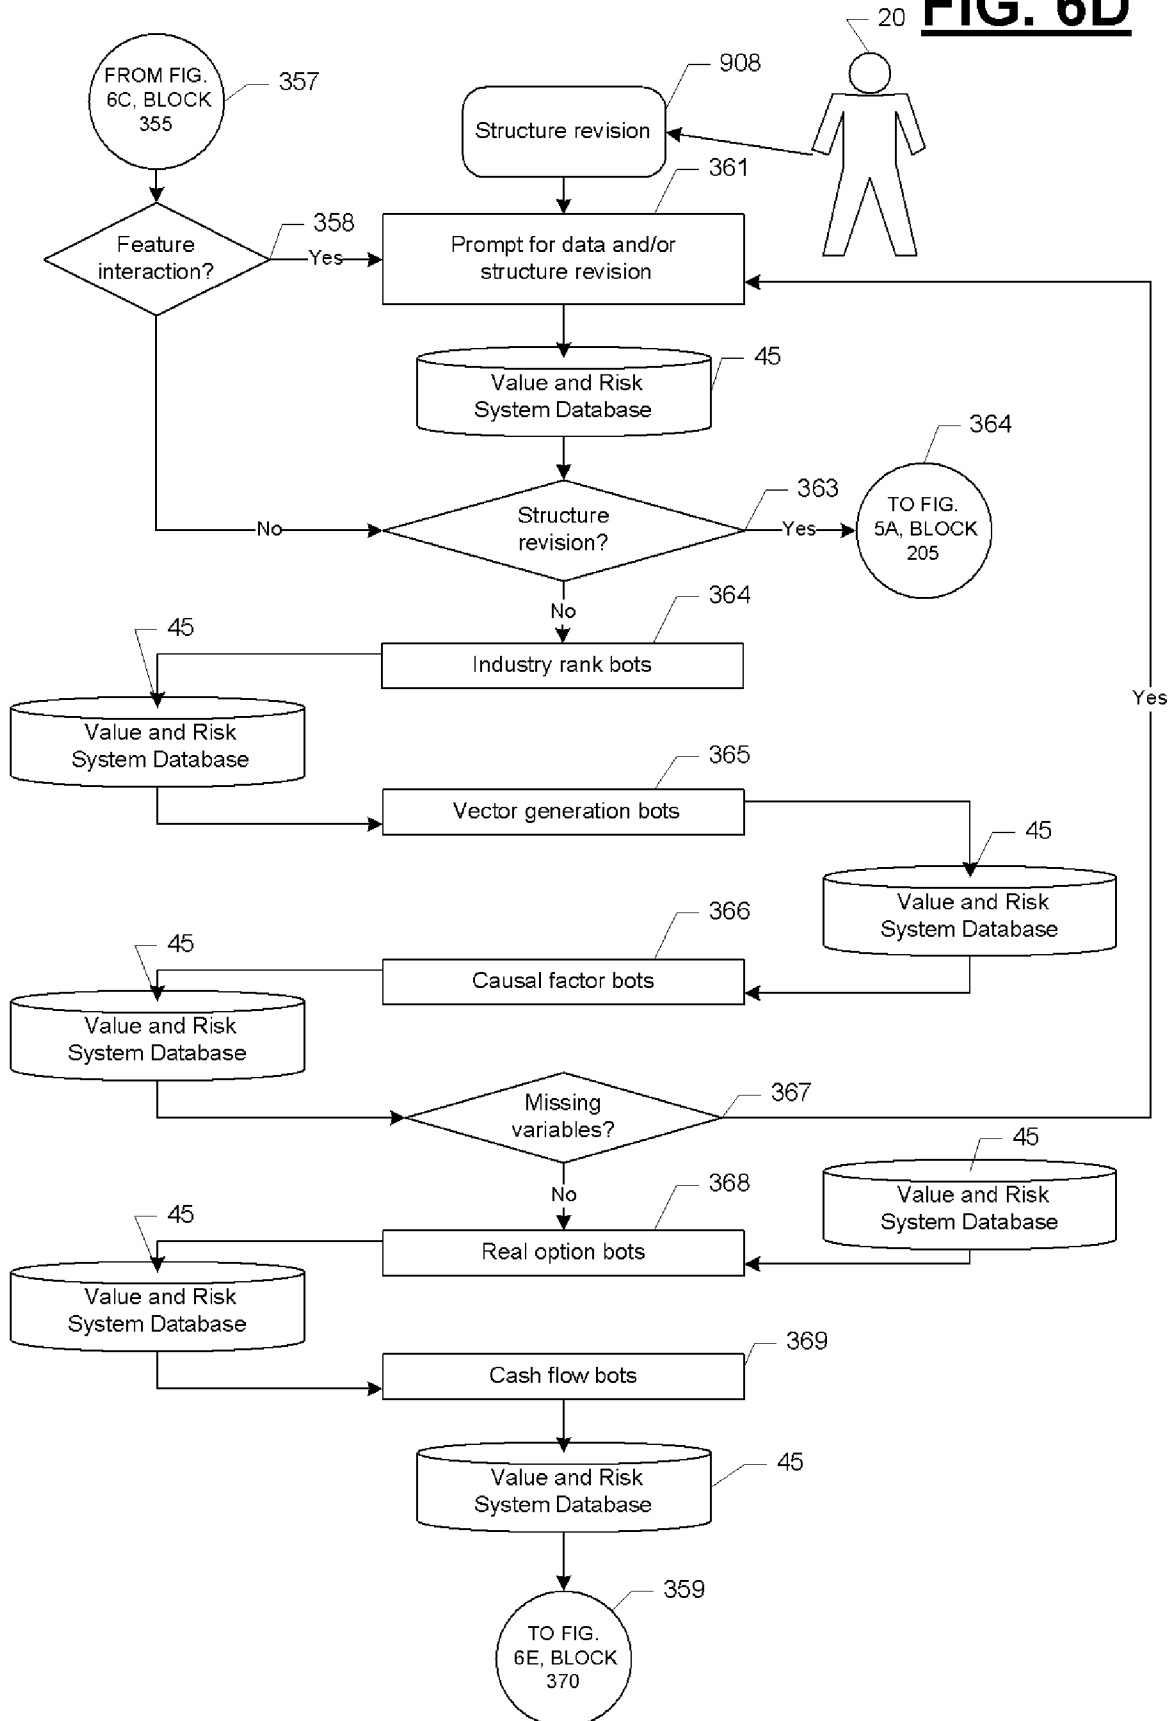 20 FIG. 6D
FROM FIG.
6C, BLOCK
355
357
908
Structure revision
361
358
Feature
interaction?
Yes
Prompt for data and/or
structure revision
45
Value and Risk
System Database
364
TO FIG.
5A, BLOCK
205
363
Structure
revision?
No
Yes
No
364
45
Industry rank bots
Yes
Value and Risk
System Database
365
Vector generation bots
45
Value and Risk
System Database
366
45
Causal factor bots
Value and Risk
System Database
367
Missing
variables?
45
No
368
Value and Risk
System Database
45
Real option bots
Value and Risk
System Database
369
Cash flow bots
45
Value and Risk
System Database
359
TO FIG.
6E, BLOCK
370